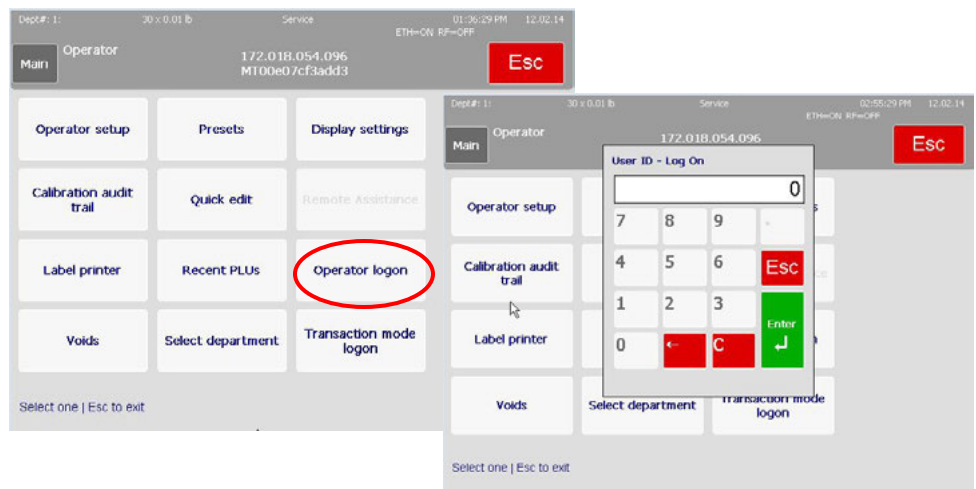 Dept#: 1: 30 x 0.01 lb Service 01:36:29 PM 12.02.14
ETH=ON RF=OFF
Main Operator 172.018.054.096 Esc
MT00e07cf3add3
Operator setup Presets Display settings
Calibration audit trail Quick edit Remote Assistance
Label printer Recent PLUs Operator logon
Voids Select department Transaction mode logon
Select one | Esc to exit
Dept#: 1: 30 x 0.01 lb Service 02:55:29 PM 12.02.14
ETH=ON RF=OFF
Main Operator 172.018.054.096 Esc
User ID - Log On
0
7 8 9 .
4 5 6 Esc
1 2 3 Enter
0 ← C ↵
Operator setup s
Calibration audit trail
Label printer
Voids Select department Transaction mode logon
Select one | Esc to exit